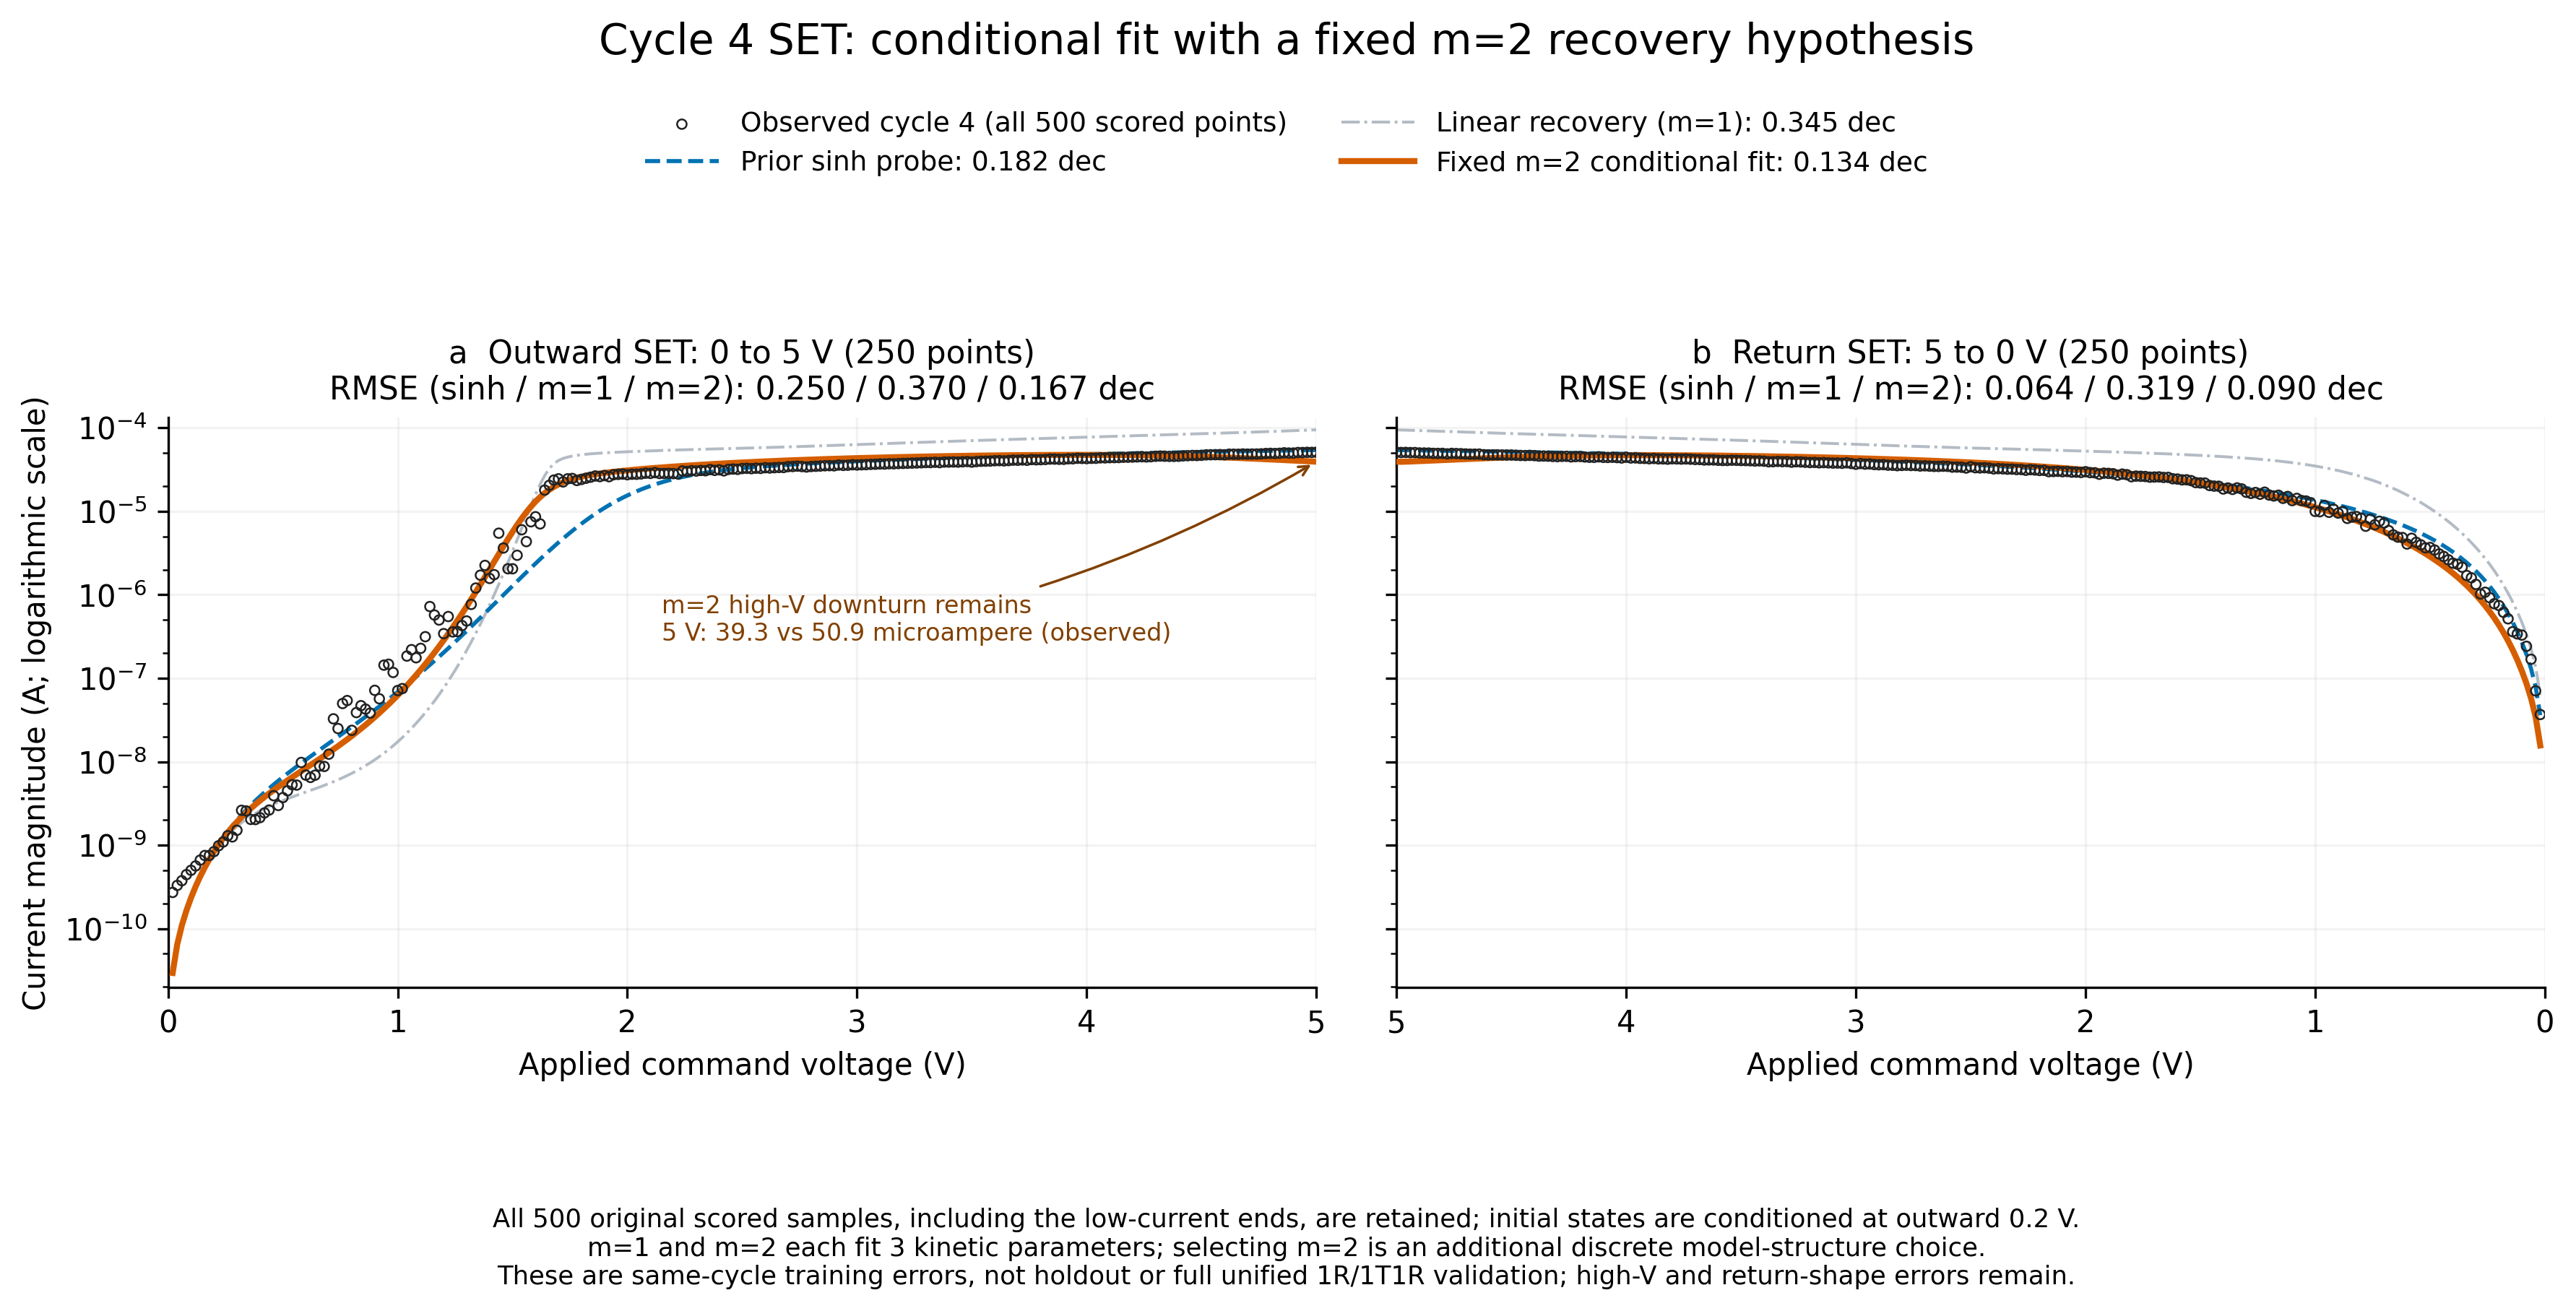 Cycle 4 SET: conditional fit with a fixed m=2 recovery hypothesis
Observed cycle 4 (all 500 scored points)
Prior sinh probe: 0.182 dec
Linear recovery (m=1): 0.345 dec
Fixed m=2 conditional fit: 0.134 dec
a  Outward SET: 0 to 5 V (250 points)
RMSE (sinh / m=1 / m=2): 0.250 / 0.370 / 0.167 dec
b  Return SET: 5 to 0 V (250 points)
RMSE (sinh / m=1 / m=2): 0.064 / 0.319 / 0.090 dec
Current magnitude (A; logarithmic scale)
10⁻⁴
10⁻⁵
10⁻⁶
10⁻⁷
10⁻⁸
10⁻⁹
10⁻¹⁰
m=2 high-V downturn remains
5 V: 39.3 vs 50.9 microampere (observed)
0 1 2 3 4 5
5 4 3 2 1 0
Applied command voltage (V)
Applied command voltage (V)
All 500 original scored samples, including the low-current ends, are retained; initial states are conditioned at outward 0.2 V.
m=1 and m=2 each fit 3 kinetic parameters; selecting m=2 is an additional discrete model-structure choice.
These are same-cycle training errors, not holdout or full unified 1R/1T1R validation; high-V and return-shape errors remain.